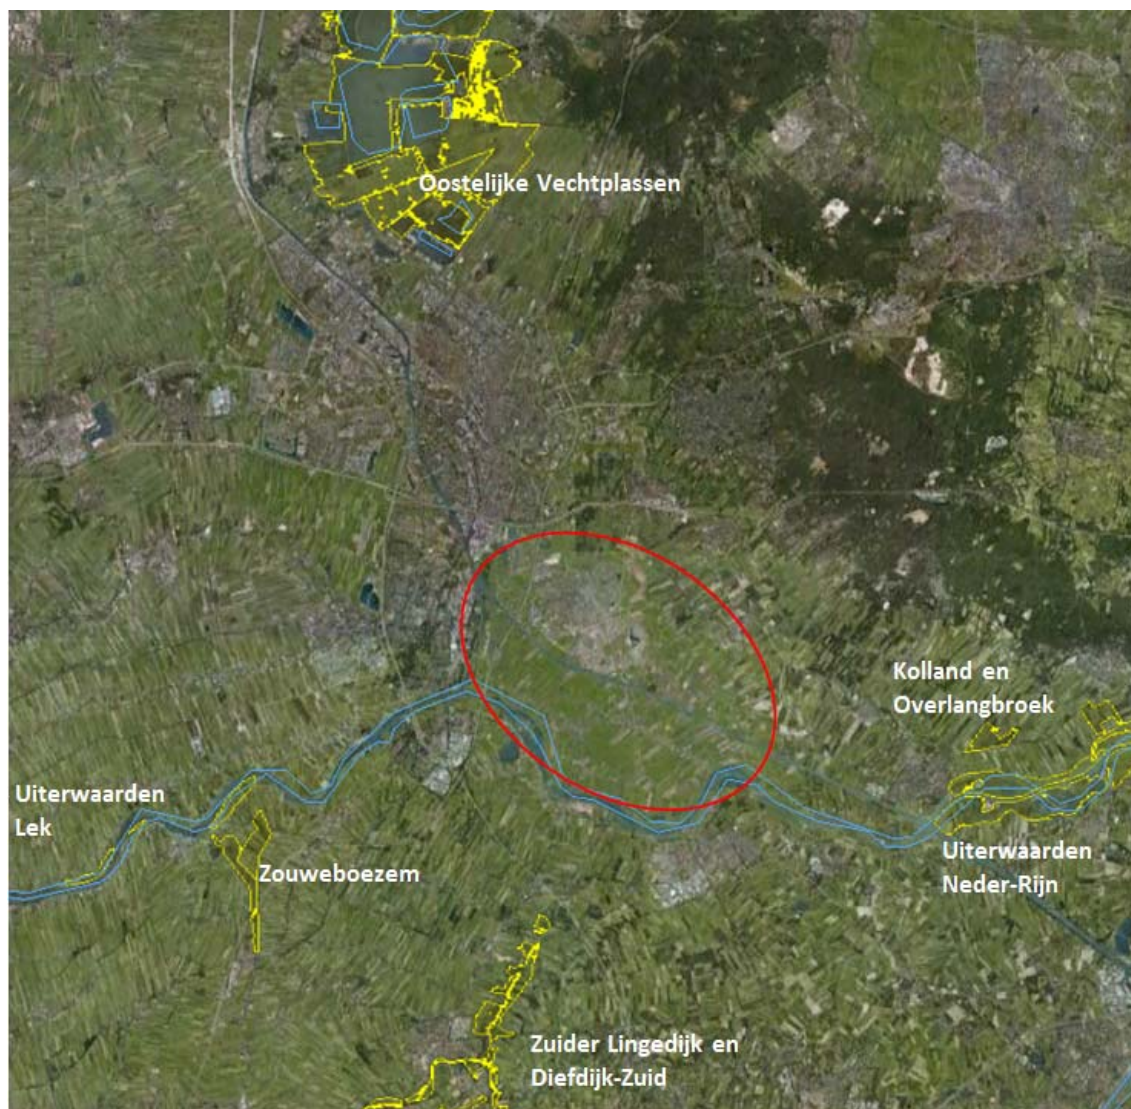 Oostelijke Vechtplassen
Kolland en
Overlangbroek
Uiterwaarden
Lek
Zouweboezem
Uiterwaarden
Neder-Rijn
Zuider Lingedijk en
Diefdijk-Zuid